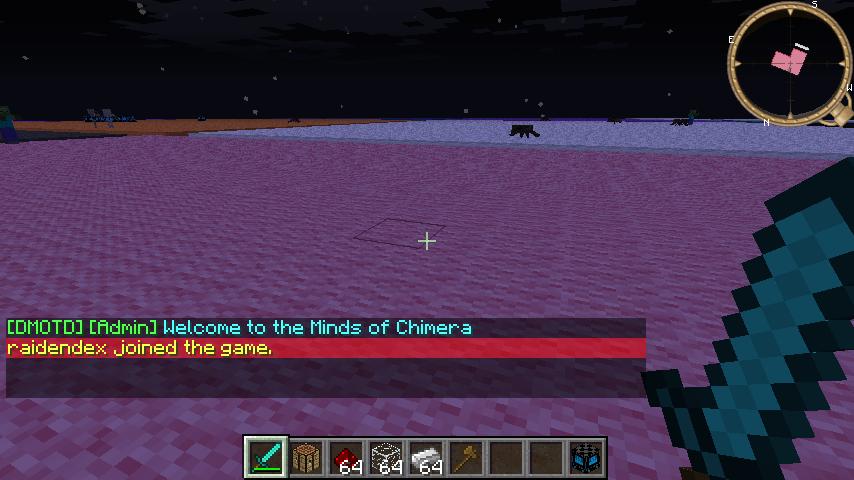 S
E
W
N
[DMOTD] [Admin] Welcome to the Minds of Chimera
raidendex joined the game.
64 64 64